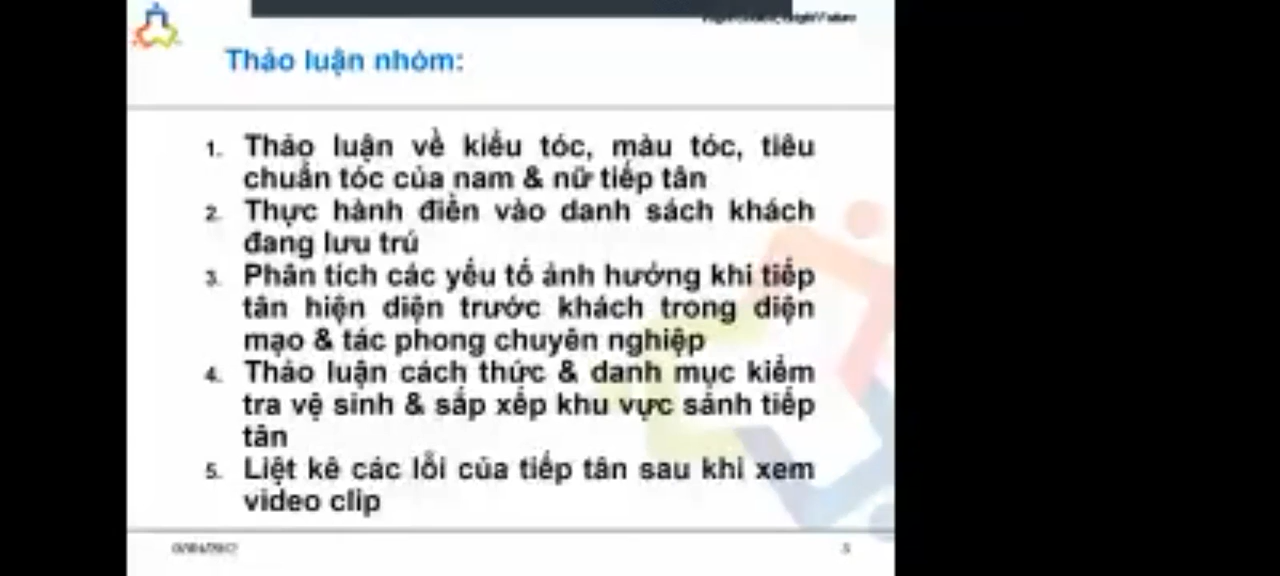 Thảo luận nhóm:
1. Thảo luận về kiểu tóc, màu tóc, tiêu
chuẩn tóc của nam & nữ tiếp tân
2. Thực hành điền vào danh sách khách
đang lưu trú
3. Phân tích các yếu tố ảnh hưởng khi tiếp
tân hiện diện trước khách trong diện
mạo & tác phong chuyên nghiệp
4. Thảo luận cách thức & danh mục kiểm
tra vệ sinh & sắp xếp khu vực sảnh tiếp
tân
5. Liệt kê các lỗi của tiếp tân sau khi xem
video clip